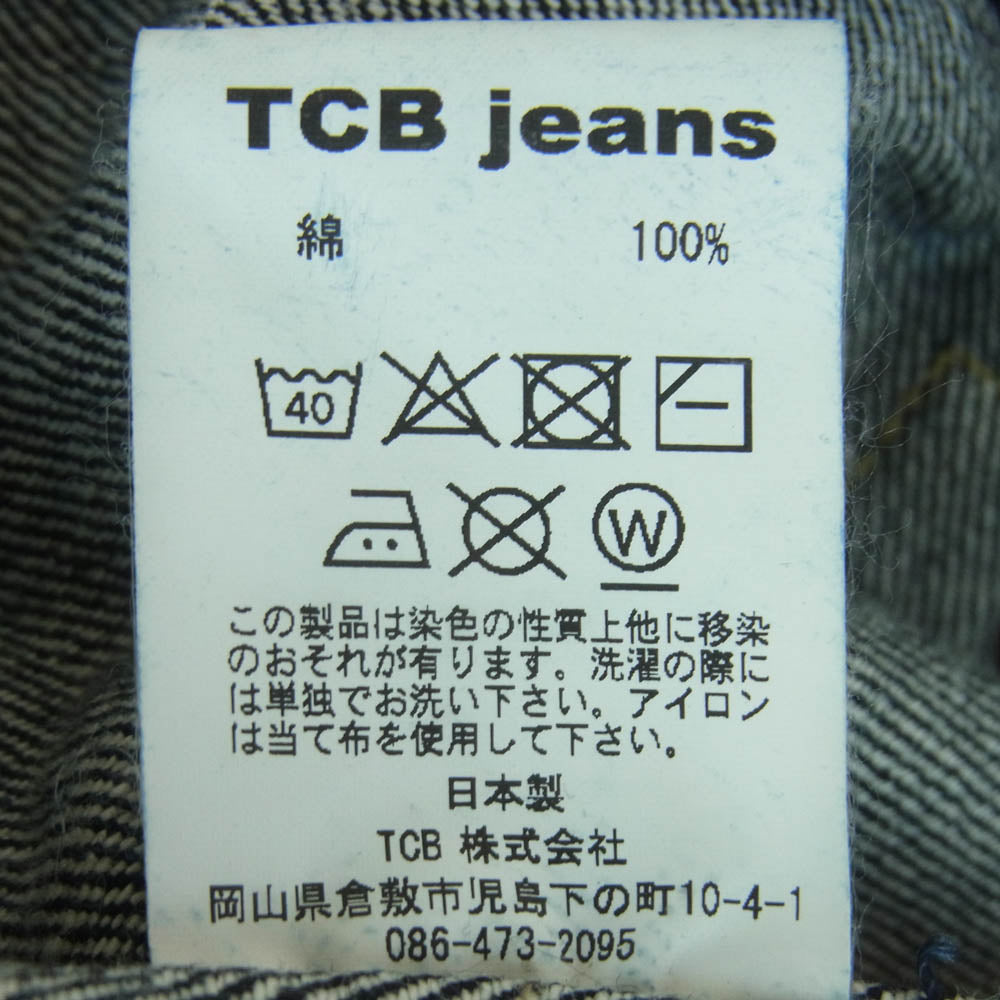 TCB jeans
綿 100%
40
W
この製品は染色の性質上他に移染
のおそれが有ります。洗濯の際に
は単独でお洗い下さい。アイロン
は当て布を使用して下さい。
日本製
TCB 株式会社
岡山県倉敷市児島下の町10-4-1
086-473-2095